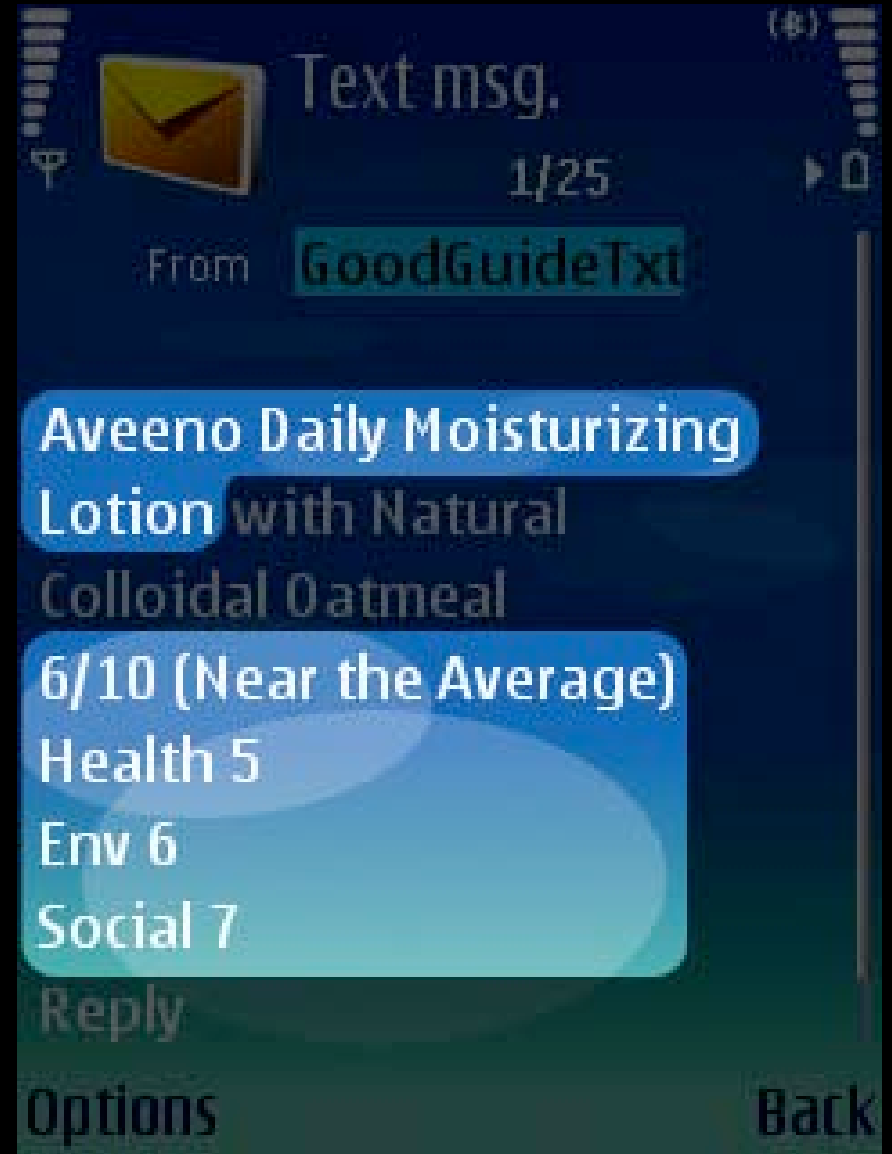 Text msg.
1/25
From GoodGuideTxt
Aveeno Daily Moisturizing
Lotion with Natural
Colloidal Oatmeal
6/10 (Near the Average)
Health 5
Env 6
Social 7
Reply
Options Back